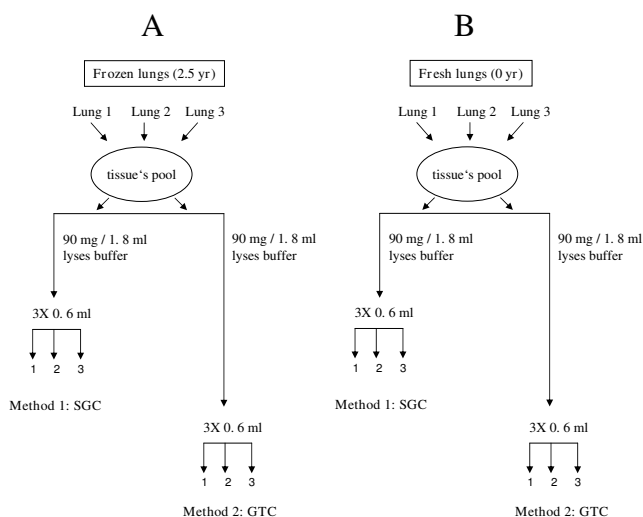 A
Frozen lungs (2.5 yr)
Lung 1 Lung 2 Lung 3
tissue‘s pool
90 mg / 1. 8 ml
lyses buffer
90 mg / 1. 8 ml
lyses buffer
3X 0. 6 ml
1 2 3
Method 1: SGC
3X 0. 6 ml
1 2 3
Method 2: GTC
B
Fresh lungs (0 yr)
Lung 1 Lung 2 Lung 3
tissue‘s pool
90 mg / 1. 8 ml
lyses buffer
90 mg / 1. 8 ml
lyses buffer
3X 0. 6 ml
1 2 3
Method 1: SGC
3X 0. 6 ml
1 2 3
Method 2: GTC